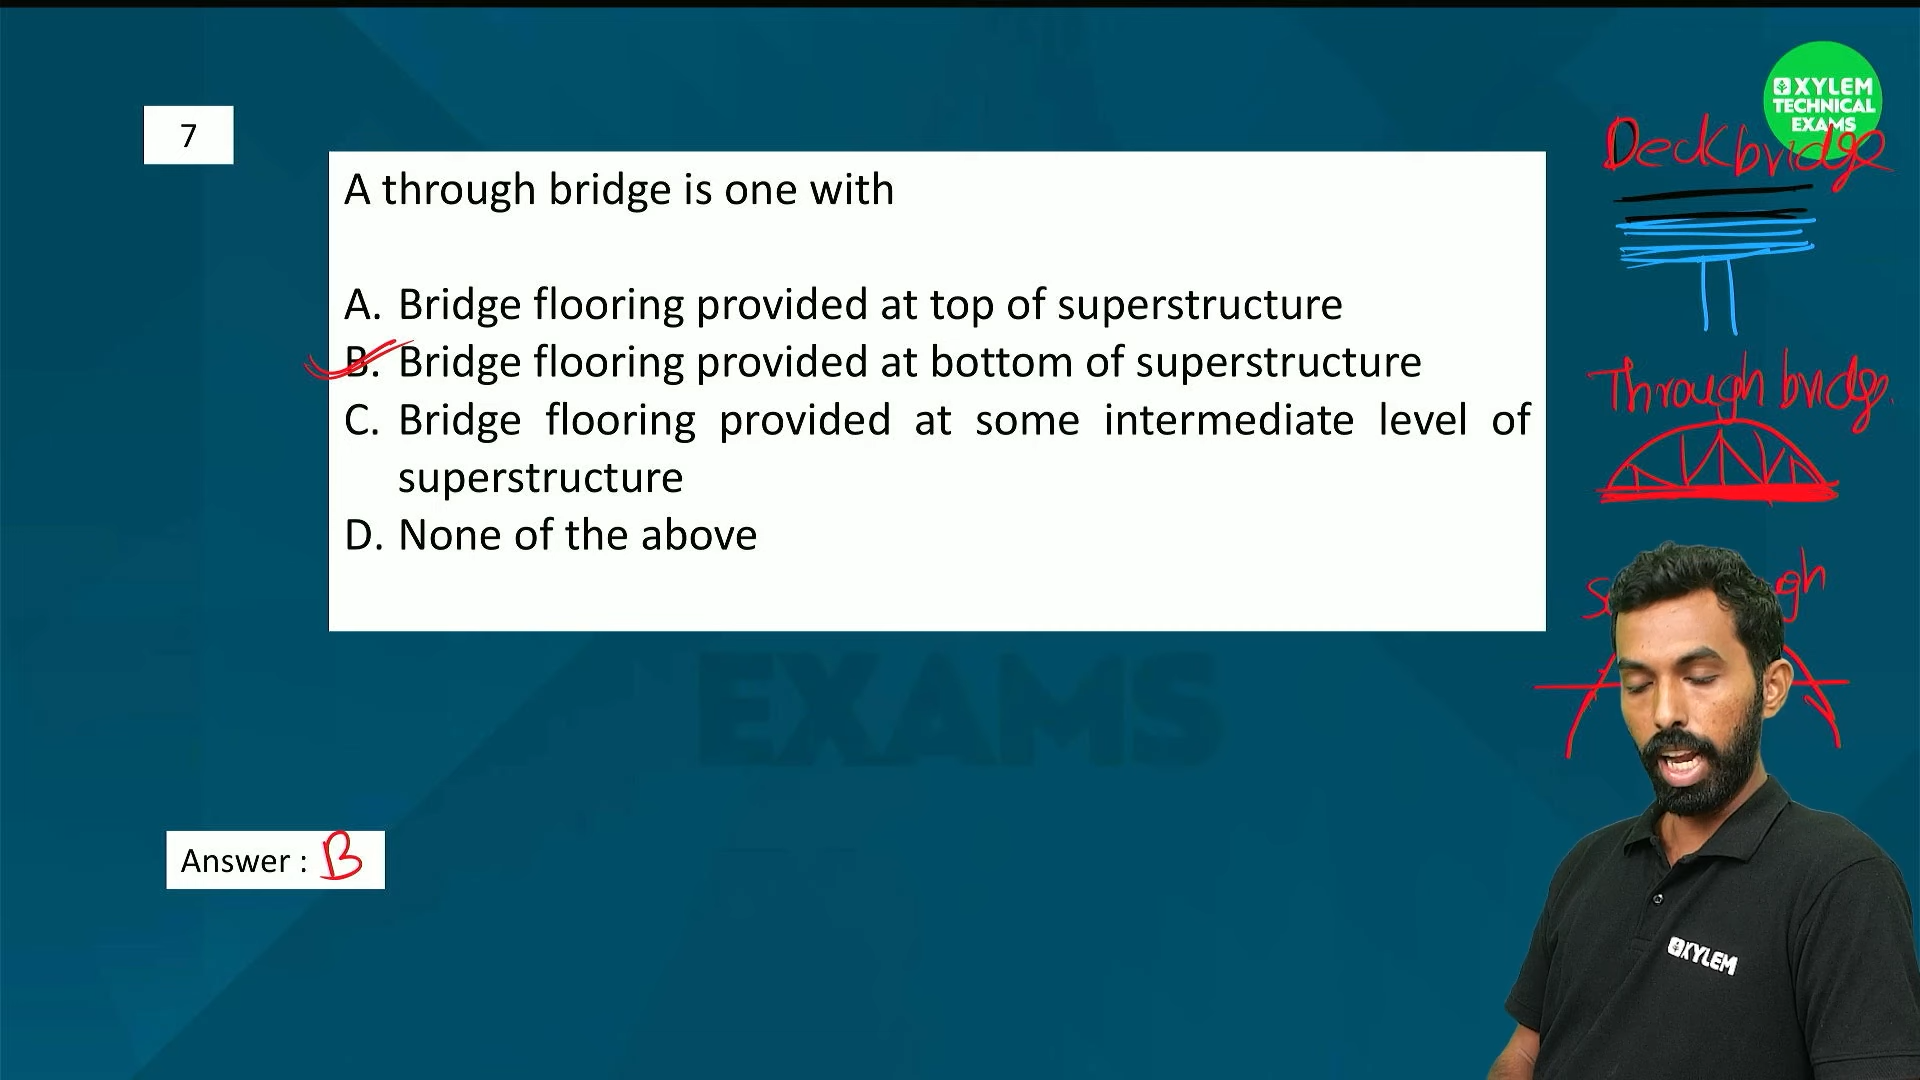 7
XYLEM
TECHNICAL
EXAMS
Deck bridge
A through bridge is one with
A. Bridge flooring provided at top of superstructure
B. Bridge flooring provided at bottom of superstructure
C. Bridge flooring provided at some intermediate level of
superstructure
D. None of the above
Through bridge.
EXAMS
Answer : B
XYLEM